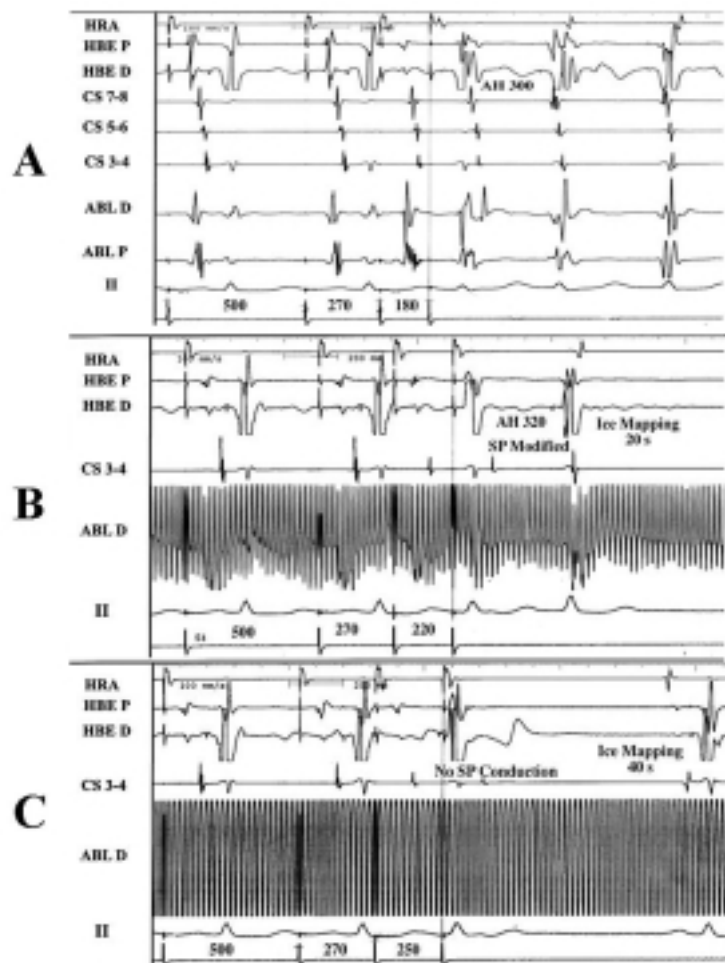 A
HRA
HBE P
HBE D
AH 300
CS 7-8
CS 5-6
CS 3-4
ABL D
ABL P
II
500 270 180
B
HRA
HBE P
HBE D
AH 320
SP Modified
Ice Mapping
20 s
CS 3-4
ABL D
II
S1
500 270 220
C
HRA
HBE P
HBE D
No SP Conduction
Ice Mapping
40 s
CS 3-4
ABL D
II
500 270 250